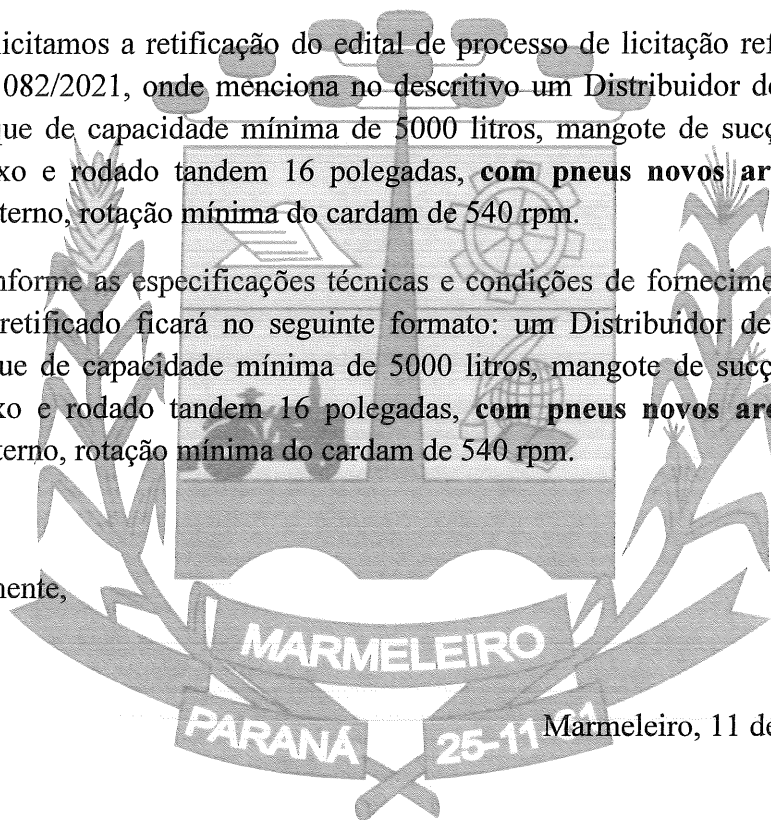 licitamos a retificação do edital de processo de licitação ref
082/2021, onde menciona no descritivo um Distribuidor de
que de capacidade mínima de 5000 litros, mangote de sucç
xo e rodado tandem 16 polegadas, com pneus novos ar
terno, rotação mínima do cardam de 540 rpm.
nforme as especificações técnicas e condições de fornecime
retificado ficará no seguinte formato: um Distribuidor de
que de capacidade mínima de 5000 litros, mangote de sucç
xo e rodado tandem 16 polegadas, com pneus novos aro
terno, rotação mínima do cardam de 540 rpm.
nente,
MARMELEIRO
Marmeleiro, 11 de
PARANÁ 25-11